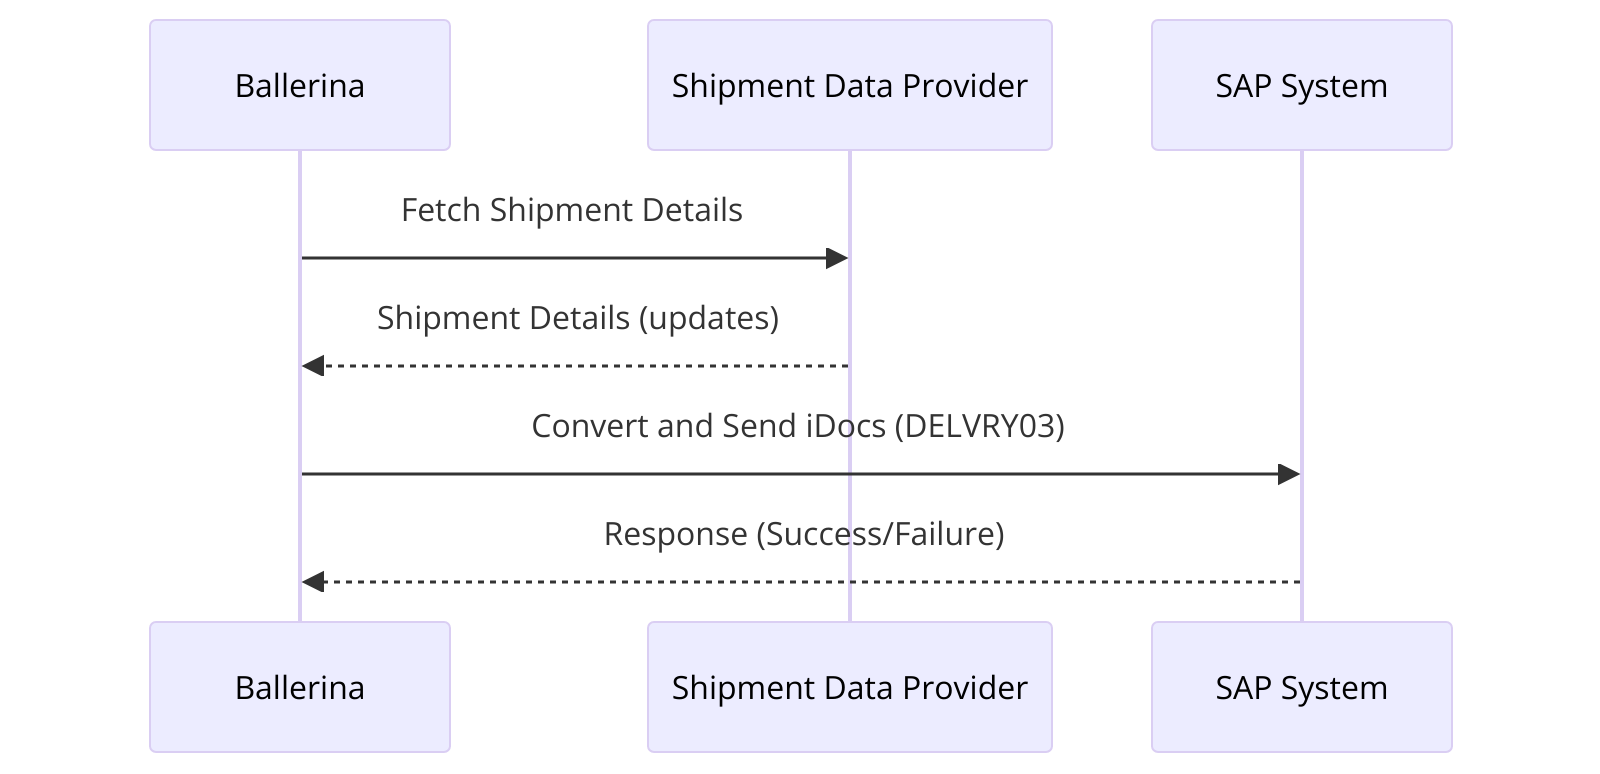 Ballerina
Shipment Data Provider
SAP System
Fetch Shipment Details
Shipment Details (updates)
Convert and Send iDocs (DELVRY03)
Response (Success/Failure)
Ballerina
Shipment Data Provider
SAP System